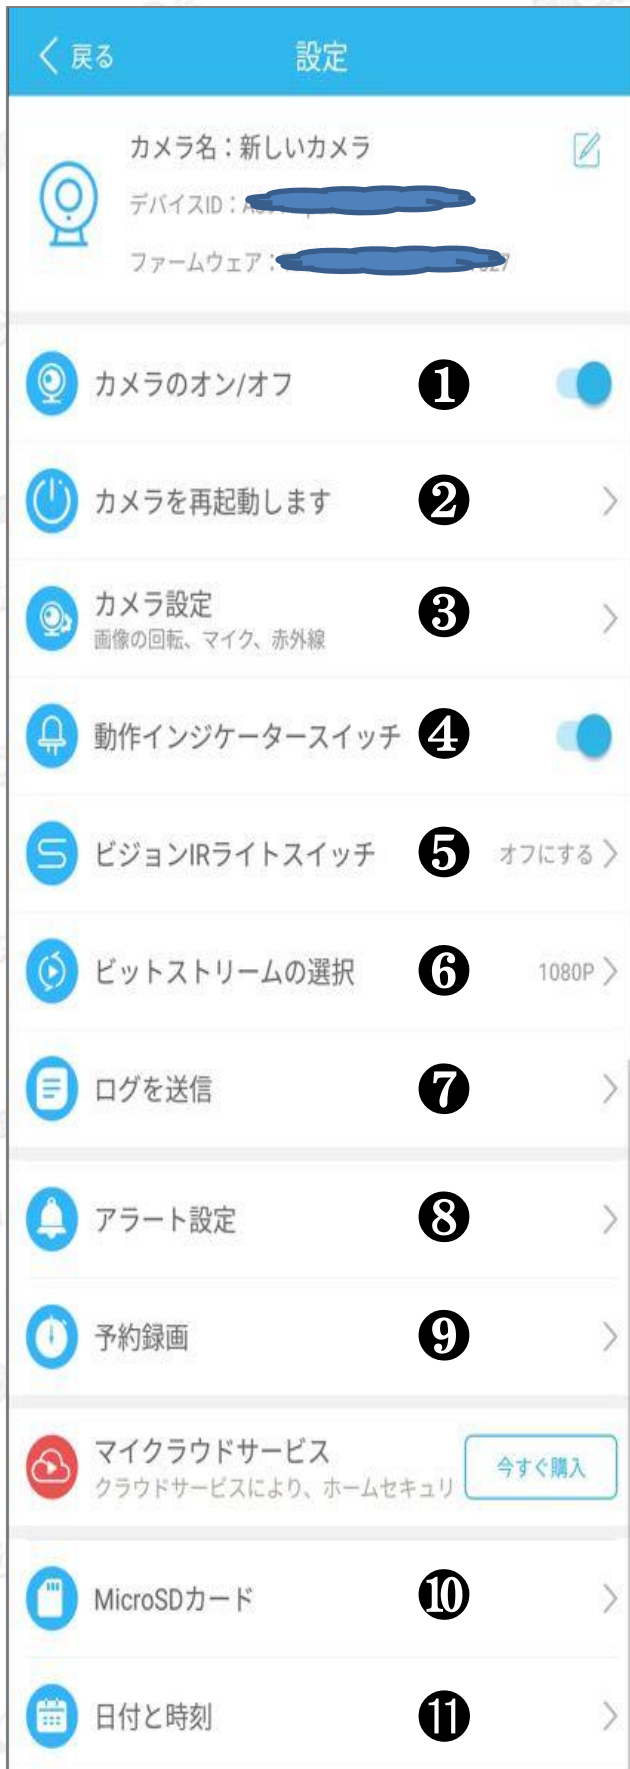 戻る 設定
カメラ名：新しいカメラ
デバイスID：
ファームウェア：
カメラのオン/オフ ❶
カメラを再起動します ❷
カメラ設定 ❸
画像の回転、マイク、赤外線
動作インジケータースイッチ ❹
ビジョンIRライトスイッチ ❺ オフにする
ビットストリームの選択 ❻ 1080P
ログを送信 ❼
アラート設定 ❽
予約録画 ❾
マイクラウドサービス
クラウドサービスにより、ホームセキュリ 今すぐ購入
MicroSDカード ❿
日付と時刻 ⓫